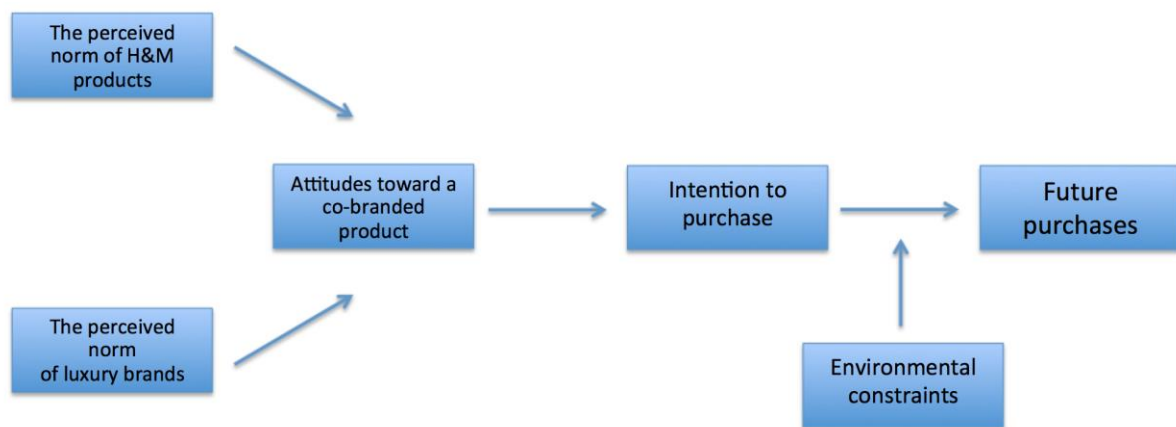 The perceived
norm of H&M
products
Attitudes toward a
co-branded
product
Intention to
purchase
Future
purchases
The perceived
norm
of luxury brands
Environmental
constraints